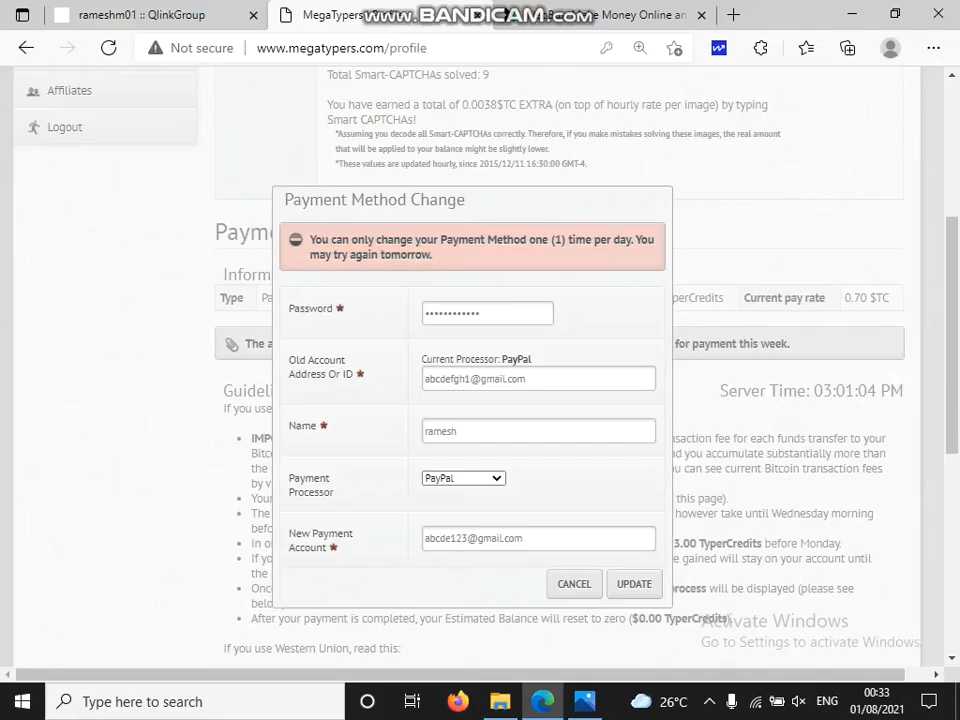 rameshm01 :: QlinkGroup
MegaTypers
www.BANDICAM.com
Money Online an
Not secure
www.megatypers.com/profile
Affiliates
Logout
Total Smart-CAPTCHAs solved: 9
You have earned a total of 0.0038$TC EXTRA (on top of hourly rate per image) by typing
Smart CAPTCHAs!
*Assuming you decode all Smart-CAPTCHAs correctly. Therefore, if you make mistakes solving these images, the real amount
that will be applied to your balance might be slightly lower.
*These values are updated hourly, since 2015/12/11 16:30:00 GMT-4.
Paym
Inform
Type Pa
yperCredits Current pay rate 0.70 $TC
The a
for payment this week.
Guideli
Server Time: 03:01:04 PM
If you use
IMP
saction fee for each funds transfer to your
Bitco
nd you accumulate substantially more than
the
u can see current Bitcoin transaction fees
by v
Your
this page).
The
however take until Wednesday morning
befo
In or
3.00 TyperCredits before Monday.
If yo
e gained will stay on your account until
the
Once
process will be displayed (please see
belo
After your payment is completed, your Estimated Balance will reset to zero ($0.00 TyperCredits).
If you use Western Union, read this:
Payment Method Change
You can only change your Payment Method one (1) time per day. You
may try again tomorrow.
Password *
Old Account
Address Or ID *
Current Processor: PayPal
abcdefgh1@gmail.com
Name *
ramesh
Payment
Processor
PayPal
New Payment
Account *
abcde123@gmail.com
CANCEL
UPDATE
Activate Windows
Go to Settings to activate Windows.
Type here to search
26°C
ENG
00:33
01/08/2021